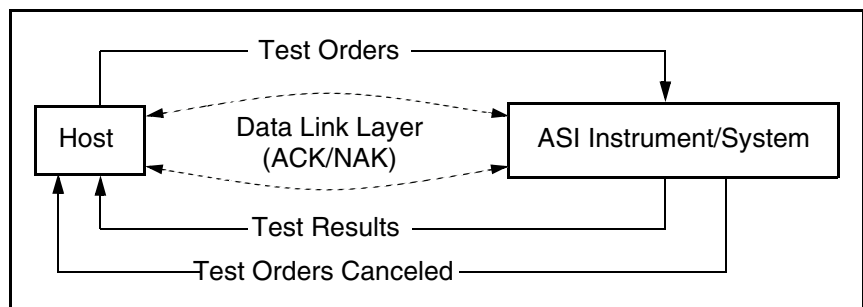 Test Orders
Host
Data Link Layer
(ACK/NAK)
ASI Instrument/System
Test Results
Test Orders Canceled